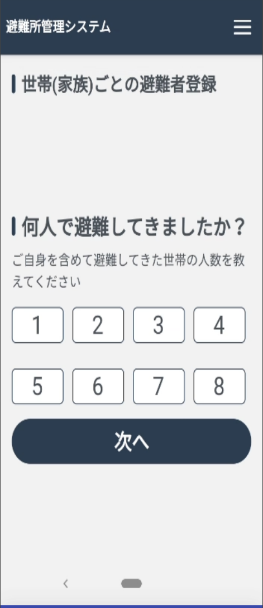 避難所管理システム
世帯(家族)ごとの避難者登録
何人で避難してきましたか？
ご自身を含めて避難してきた世帯の人数を教
えてください
1 2 3 4
5 6 7 8
次へ